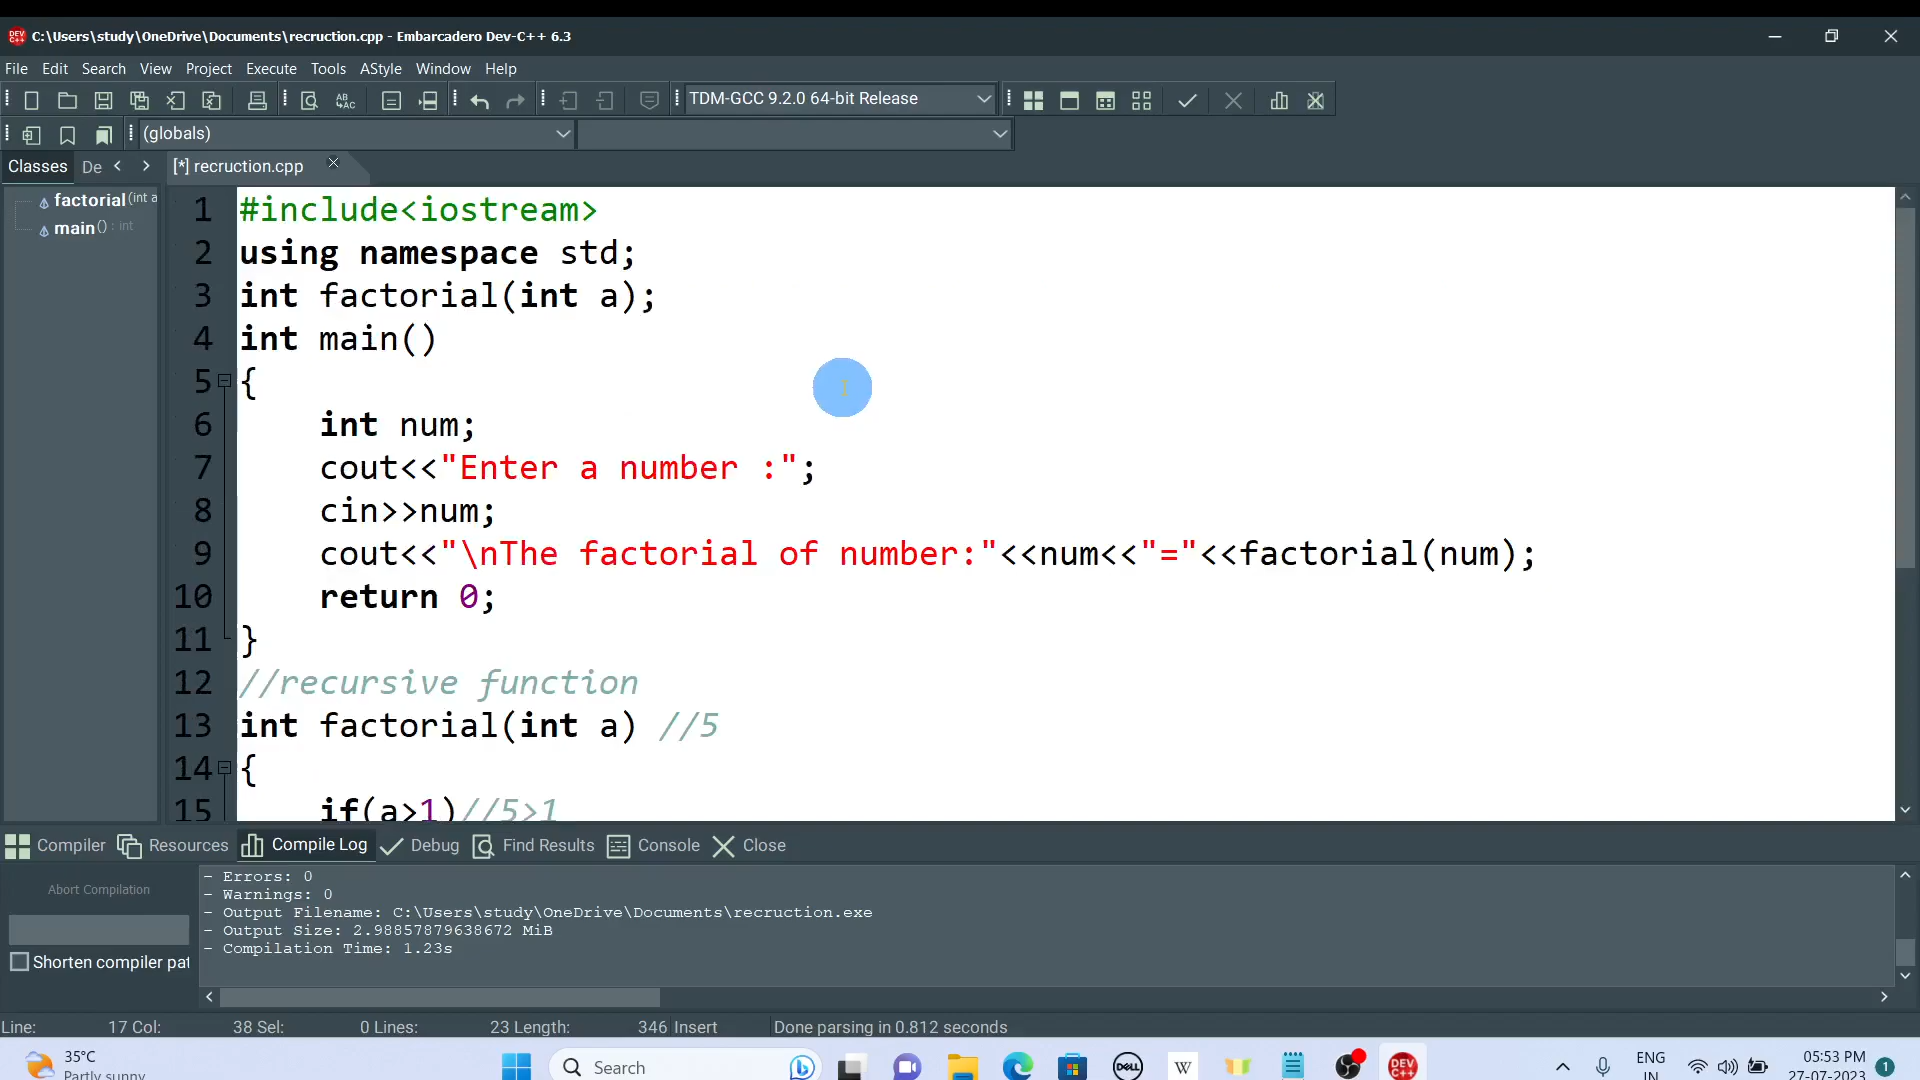 C:\Users\study\OneDrive\Documents\recruction.cpp - Embarcadero Dev-C++ 6.3
File Edit Search View Project Execute Tools AStyle Window Help
TDM-GCC 9.2.0 64-bit Release
(globals)
Classes De [*] recruction.cpp
factorial (int a
main () : int
1 #include<iostream>
2 using namespace std;
3 int factorial(int a);
4 int main()
5 {
6 int num;
7 cout<<"Enter a number :";
8 cin>>num;
9 cout<<"\nThe factorial of number:"<<num<<"="<<factorial(num);
10 return 0;
11 }
12 //recursive function
13 int factorial(int a) //5
14 {
15 if(a>1)//5>1
Compiler Resources Compile Log Debug Find Results Console Close
Abort Compilation
Shorten compiler pat
- Errors: 0
- Warnings: 0
- Output Filename: C:\Users\study\OneDrive\Documents\recruction.exe
- Output Size: 2.98857879638672 MiB
- Compilation Time: 1.23s
Line: 17 Col: 38 Sel: 0 Lines: 23 Length: 346 Insert Done parsing in 0.812 seconds
35°C
Partly sunny
Search
DELL
W
DEV C++
ENG
IN
05:53 PM
27-07-2023
1